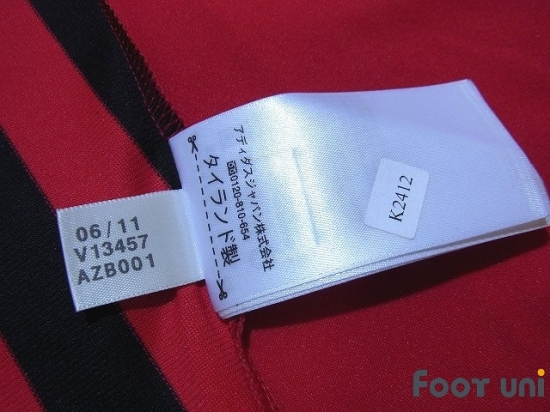 06/11
V13457
AZB001
アディダスジャパン株式会社
0120-810-654
タイランド製
K2412
FOOT UNI